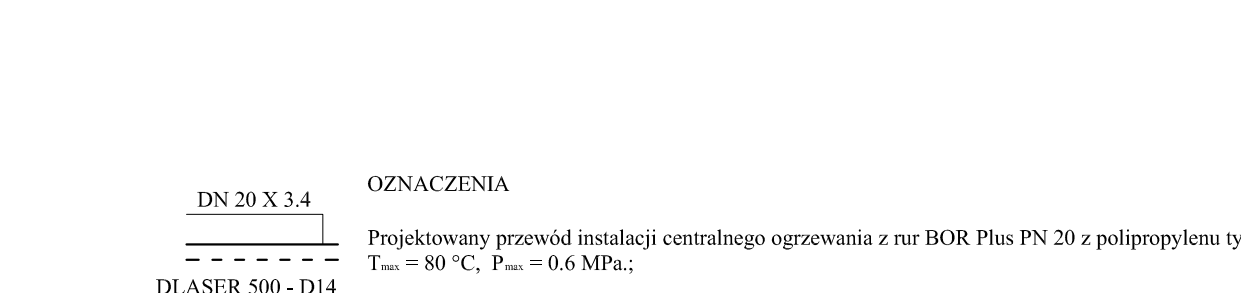 OZNACZENIA
DN 20 X 3.4
Projektowany przewód instalacji centralnego ogrzewania z rur BOR Plus PN 20 z polipropylenu ty
Tmax = 80 °C, Pmax = 0.6 MPa.;
DLASER 500 - D14